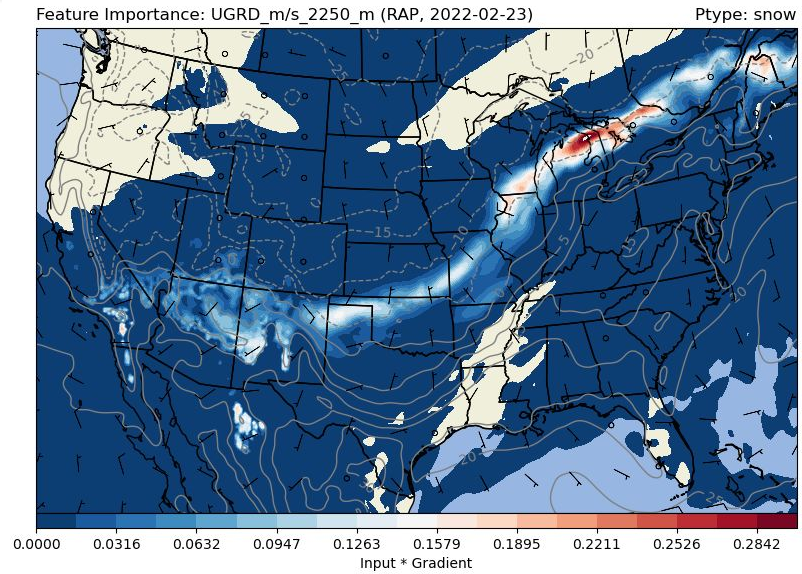 Feature Importance: UGRD_m/s_2250_m (RAP, 2022-02-23) Ptype: snow
-20
-15
20
0.0000 0.0316 0.0632 0.0947 0.1263 0.1579 0.1895 0.2211 0.2526 0.2842
Input * Gradient